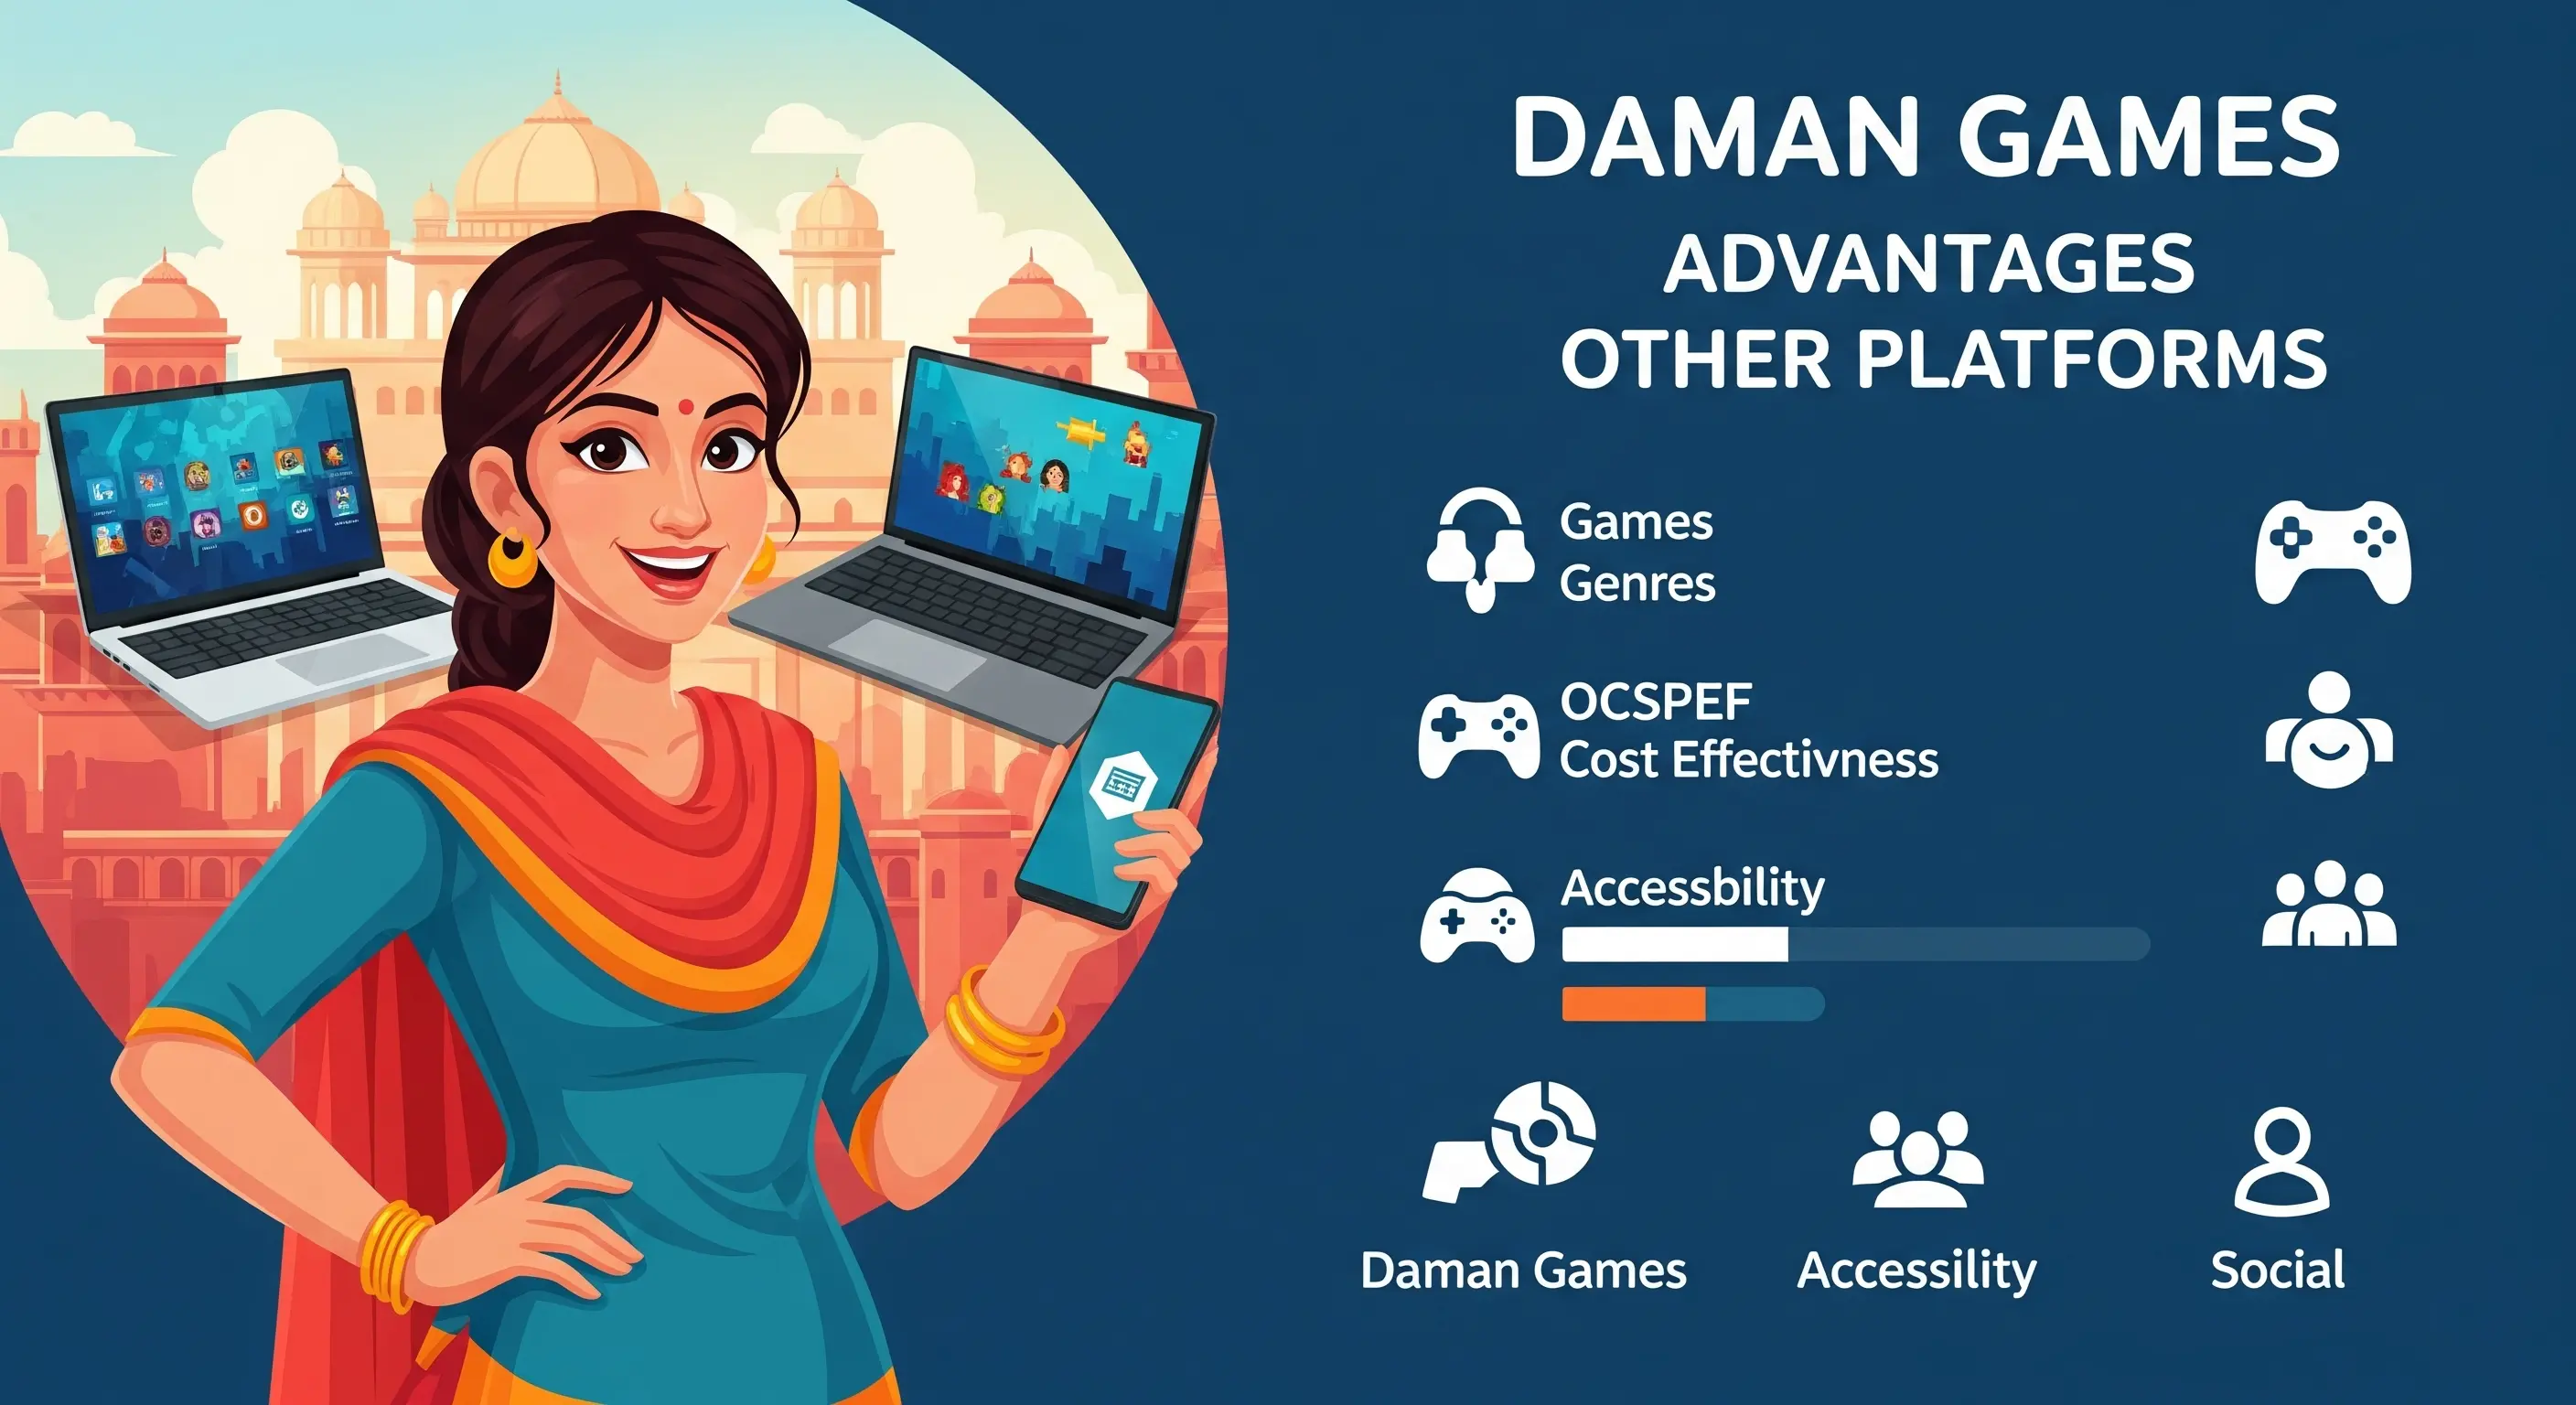 DAMAN GAMES
ADVANTAGES
OTHER PLATFORMS
Games
Genres
OCSPEF
Cost Effectivness
Accessbility
Daman Games
Accessility
Social